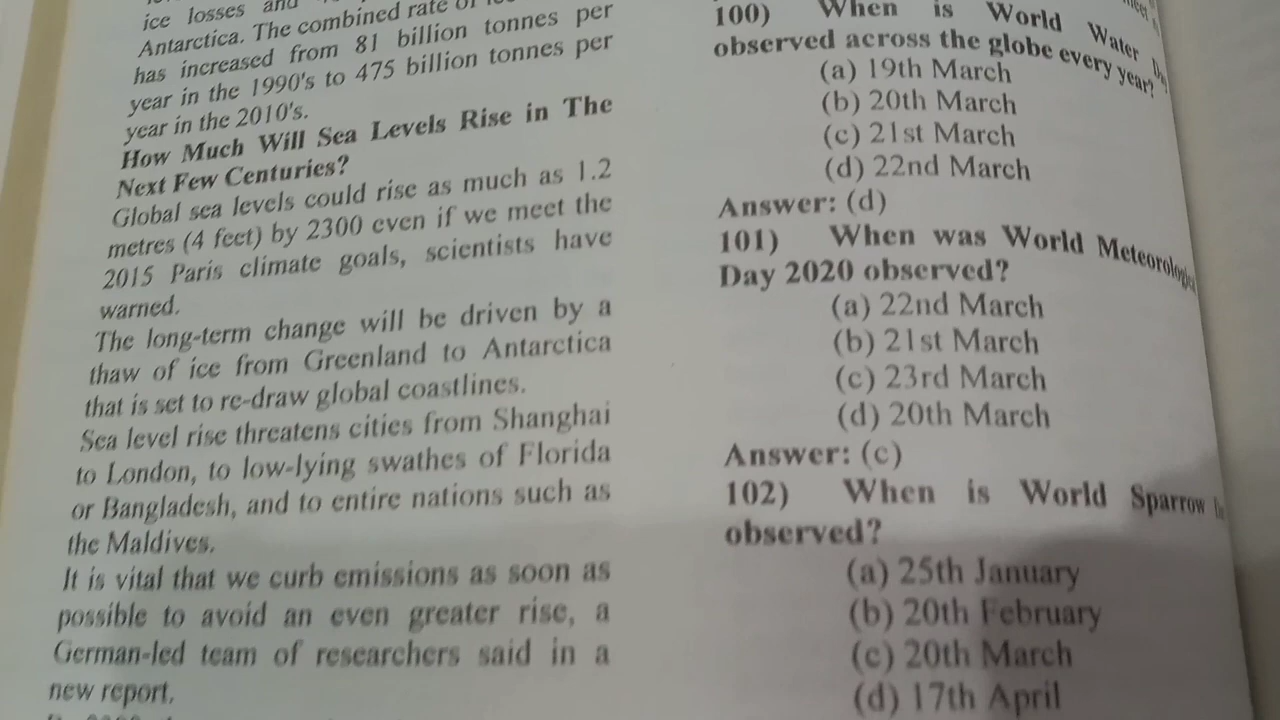 ice losses and
Antarctica. The combined rate of
has increased from 81 billion tonnes per
year in the 1990's to 475 billion tonnes per
year in the 2010's.
How Much Will Sea Levels Rise in The
Next Few Centuries?
Global sea levels could rise as much as 1.2
metres (4 feet) by 2300 even if we meet the
2015 Paris climate goals, scientists have
warned.
The long-term change will be driven by a
thaw of ice from Greenland to Antarctica
that is set to re-draw global coastlines.
Sea level rise threatens cities from Shanghai
to London, to low-lying swathes of Florida
or Bangladesh, and to entire nations such as
the Maldives.
It is vital that we curb emissions as soon as
possible to avoid an even greater rise, a
German-led team of researchers said in a
new report.
100) When is World Water Day
observed across the globe every year?
(a) 19th March
(b) 20th March
(c) 21st March
(d) 22nd March
Answer: (d)
101) When was World
Day 2020 observed?
(a) 22nd March
(b) 21st March
(c) 23rd March
(d) 20th March
Answer: (c)
102) When is World Sparrow
observed?
(a) 25th January
(b) 20th February
(c) 20th March
(d) 17th April